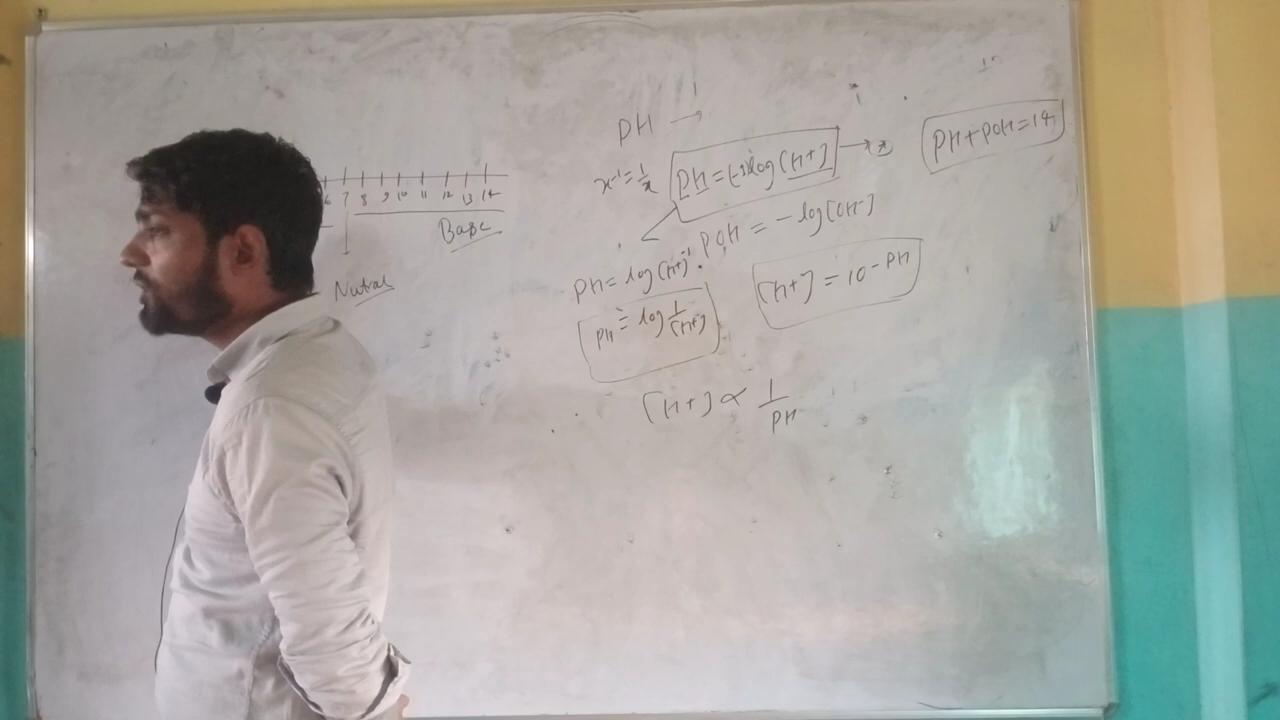 6 7 8 9 10 11 12 13 14
Base
Nutral
PH →
x⁻¹ = 1/x
PH = (-1)log[H+] → **
PH + POH = 14
POH = -log[OH-]
PH = log[H+]⁻¹
[H+] = 10^-PH
PH = log 1/[H+]
[H+] ∝ 1/PH